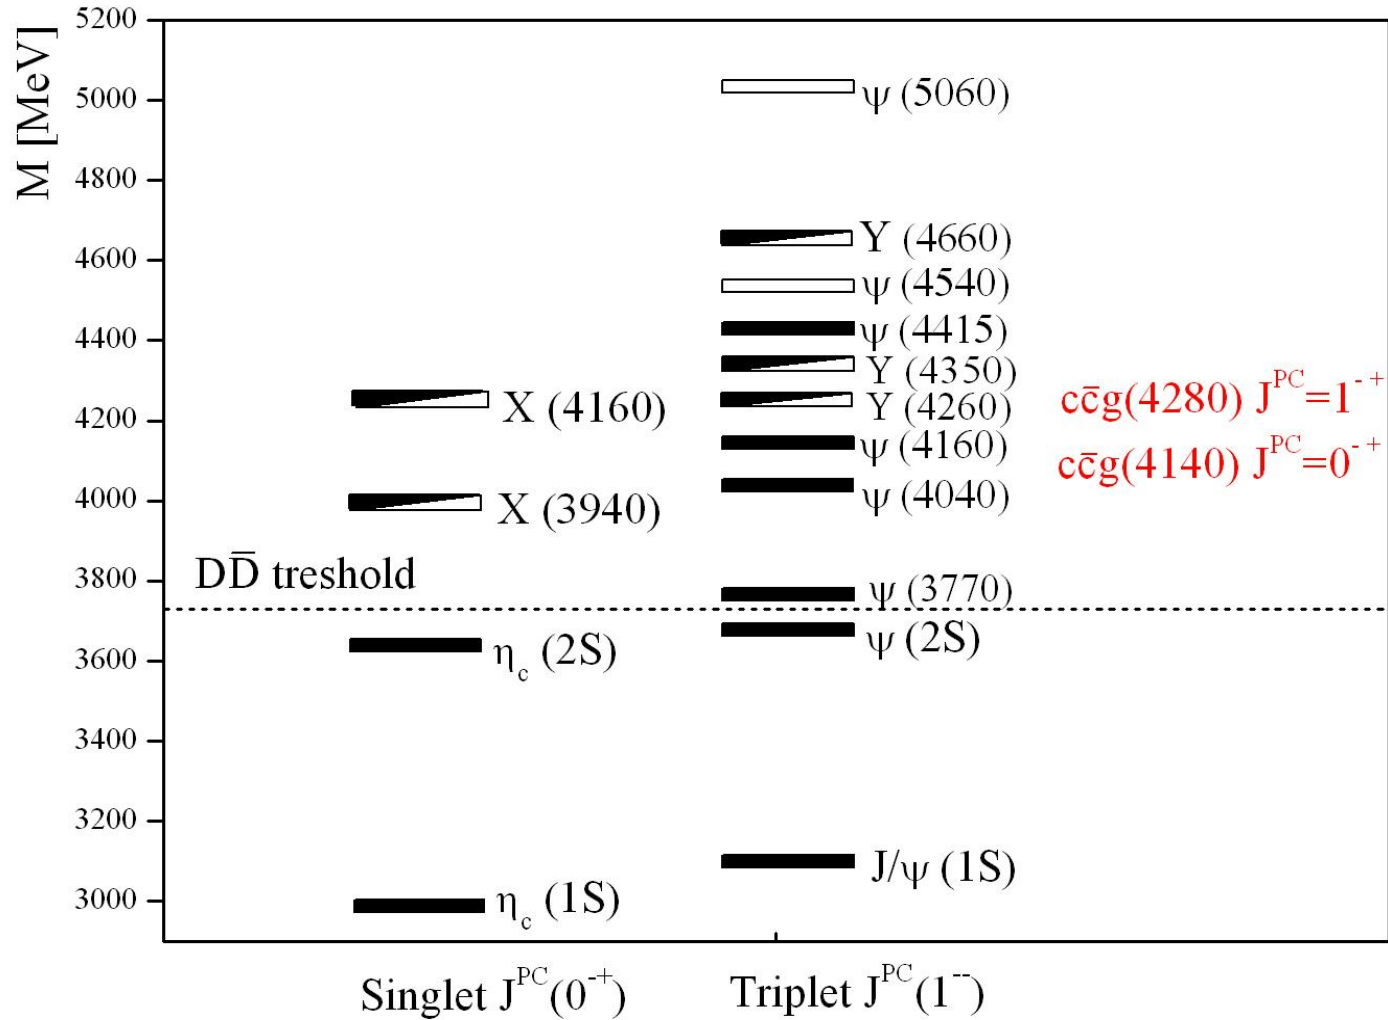 M [MeV]
5200
5000
4800
4600
4400
4200
4000
3800
3600
3400
3200
3000
ψ (5060)
Y (4660)
ψ (4540)
ψ (4415)
Y (4350)
Y (4260)
ψ (4160)
ψ (4040)
ψ (3770)
ψ (2S)
J/ψ (1S)
X (4160)
X (3940)
DD̅ treshold
η_c (2S)
η_c (1S)
cc̅g(4280) J^PC=1^-+
cc̅g(4140) J^PC=0^-+
Singlet J^PC(0^-+)
Triplet J^PC(1^--)